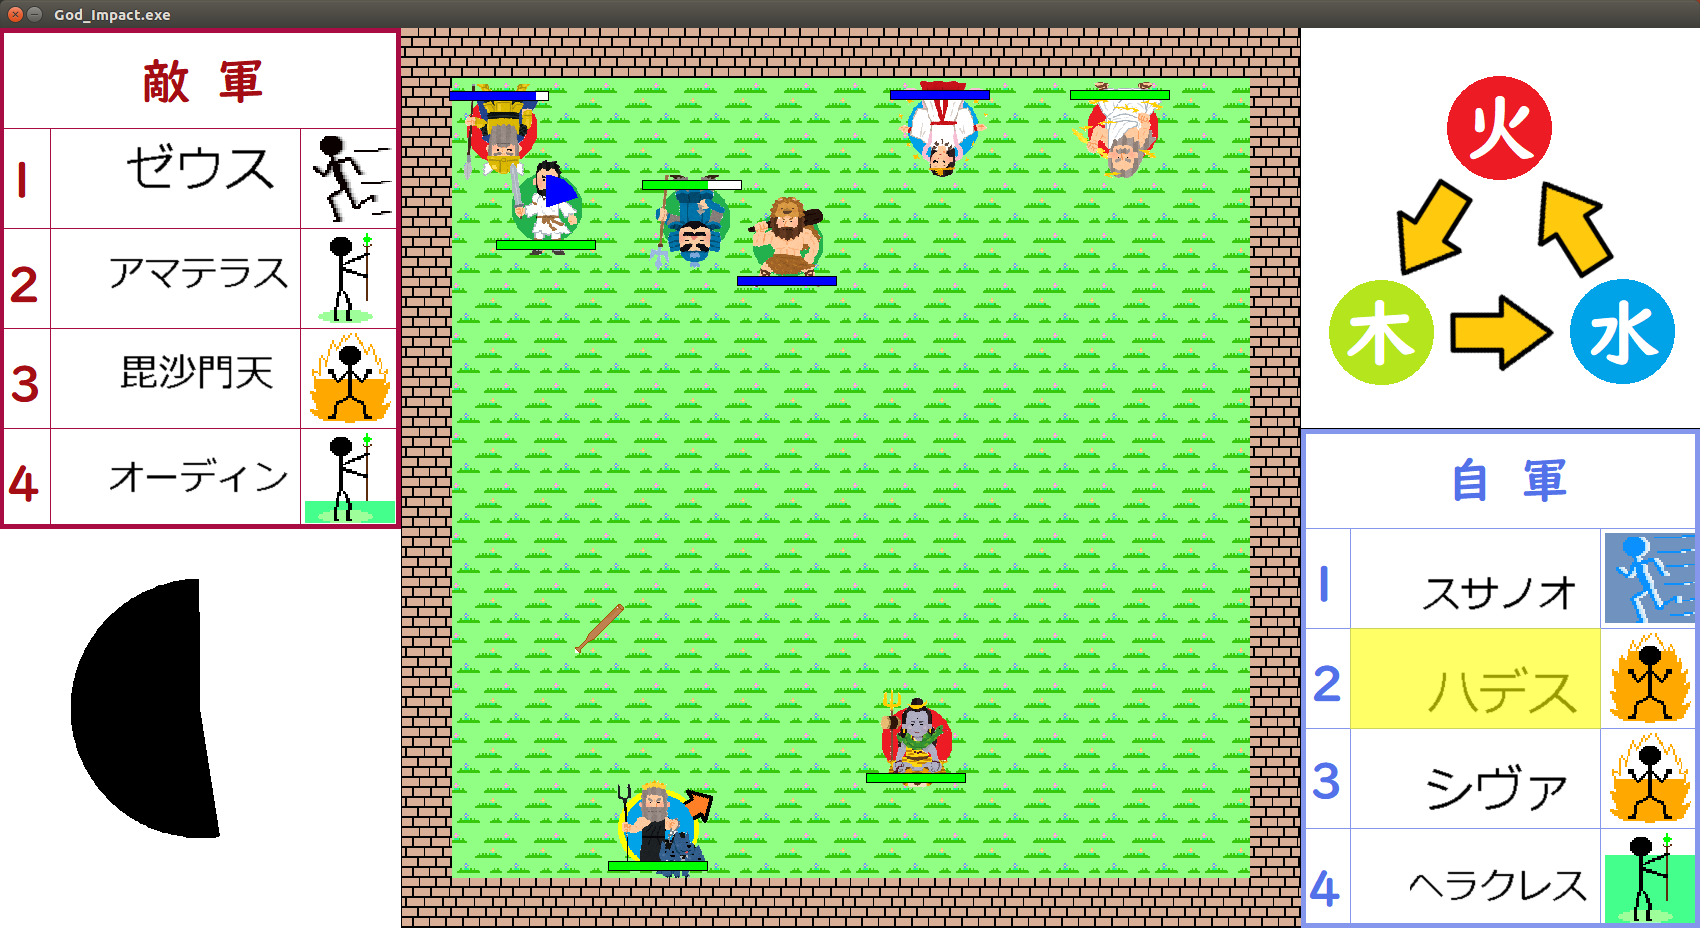 God_Impact.exe
敵 軍
1 ゼウス
2 アマテラス
3 毘沙門天
4 オーディン
火
木
水
自 軍
1 スサノオ
2 ハデス
3 シヴァ
4 ヘラクレス